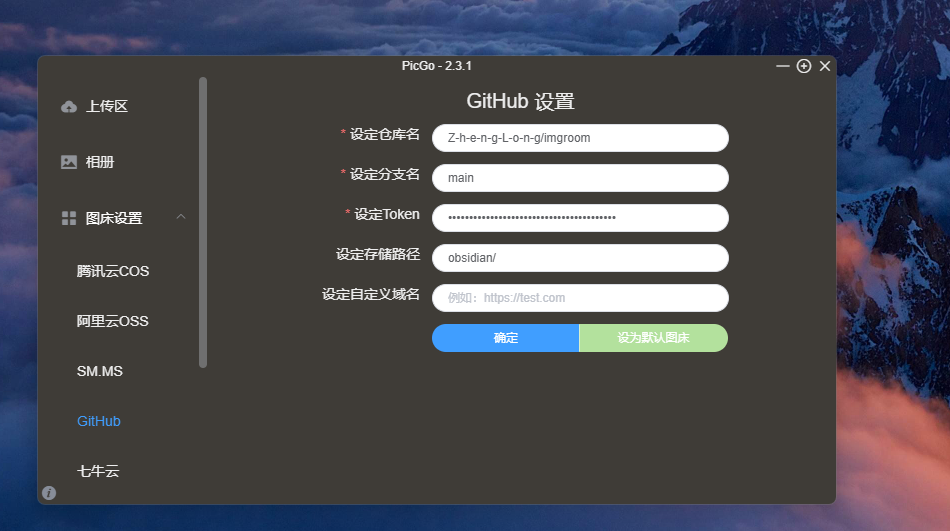 PicGo - 2.3.1
上传区
相册
图床设置
腾讯云COS
阿里云OSS
SM.MS
GitHub
七牛云
GitHub 设置
* 设定仓库名 Z-h-e-n-g-L-o-n-g/imgroom
* 设定分支名 main
* 设定Token ••••••••••••••••••••••••••••••••••••••••
设定存储路径 obsidian/
设定自定义域名 例如：https://test.com
确定 设为默认图床